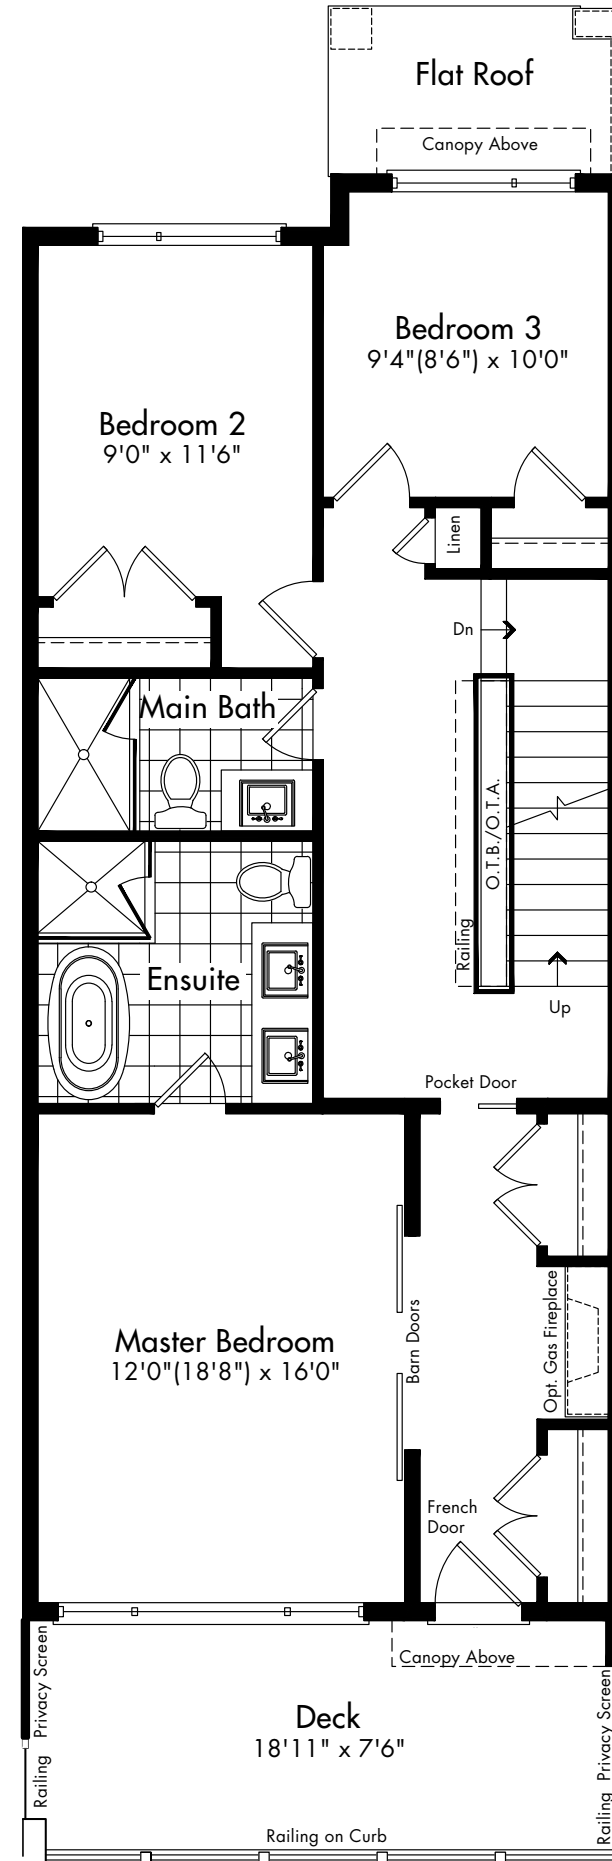 Flat Roof
Canopy Above
Bedroom 3
9'4"(8'6") x 10'0"
Bedroom 2
9'0" x 11'6"
Linen
Dn
Main Bath
O.T.B./O.T.A.
Railing
Ensuite
Up
Pocket Door
Barn Doors
Opt. Gas Fireplace
Master Bedroom
12'0"(18'8") x 16'0"
French
Door
Canopy Above
Privacy Screen
Railing
Deck
18'11" x 7'6"
Privacy Screen
Railing
Railing on Curb